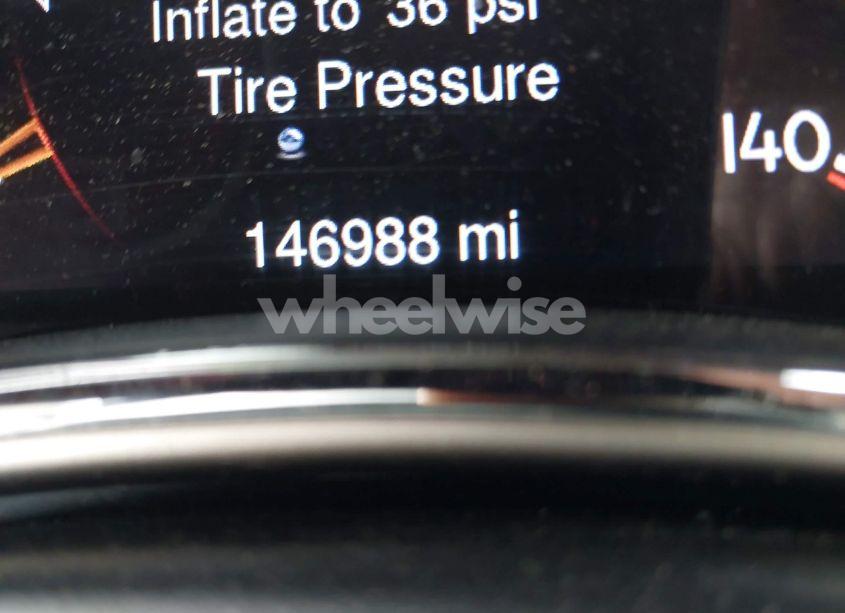 Inflate to 36 psi
Tire Pressure
140
146988 mi
wheelwise